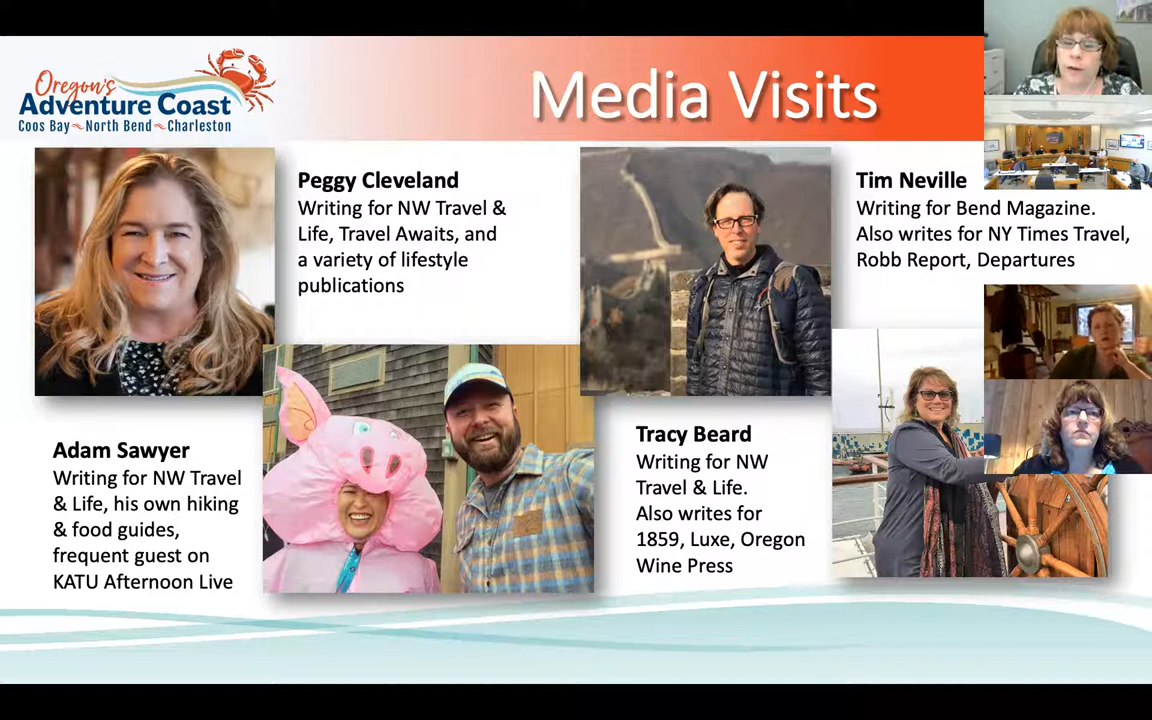 Oregon's
Adventure Coast
Coos Bay North Bend Charleston
Media Visits
Peggy Cleveland
Writing for NW Travel &
Life, Travel Awaits, and
a variety of lifestyle
publications
Tim Neville
Writing for Bend Magazine.
Also writes for NY Times Travel,
Robb Report, Departures
Adam Sawyer
Writing for NW Travel
& Life, his own hiking
& food guides,
frequent guest on
KATU Afternoon Live
Tracy Beard
Writing for NW
Travel & Life.
Also writes for
1859, Luxe, Oregon
Wine Press